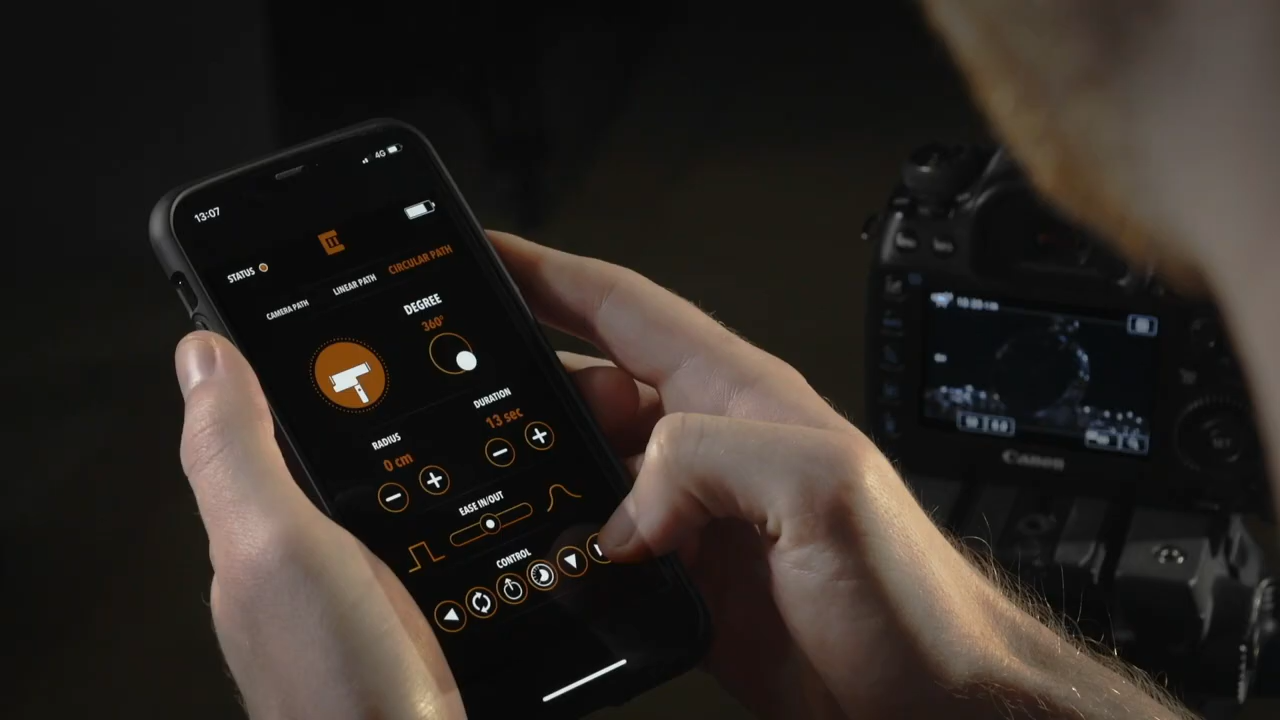 13:07
4G
STATUS
CAMERA PATH
LINEAR PATH
CIRCULAR PATH
DEGREE
360°
RADIUS
0 cm
DURATION
13 sec
EASE IN/OUT
CONTROL
Canon